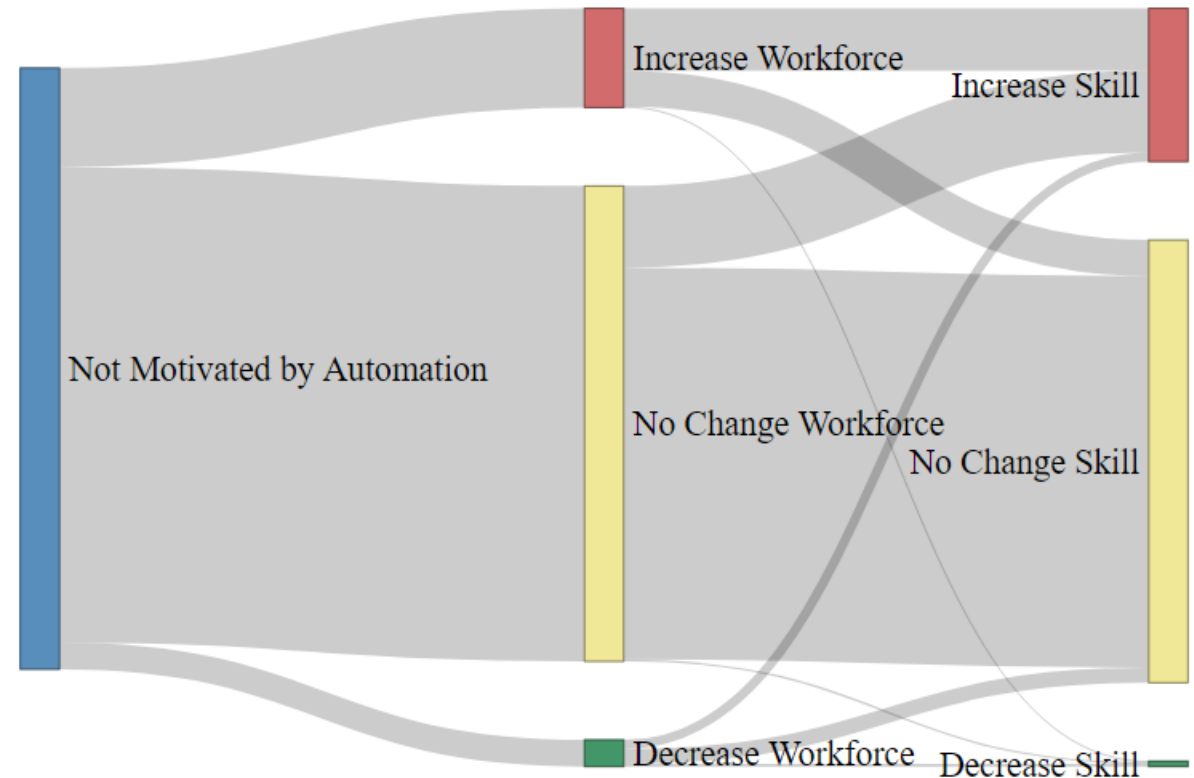 Increase Workforce
Increase Skill
Not Motivated by Automation
No Change Workforce
No Change Skill
Decrease Workforce
Decrease Skill